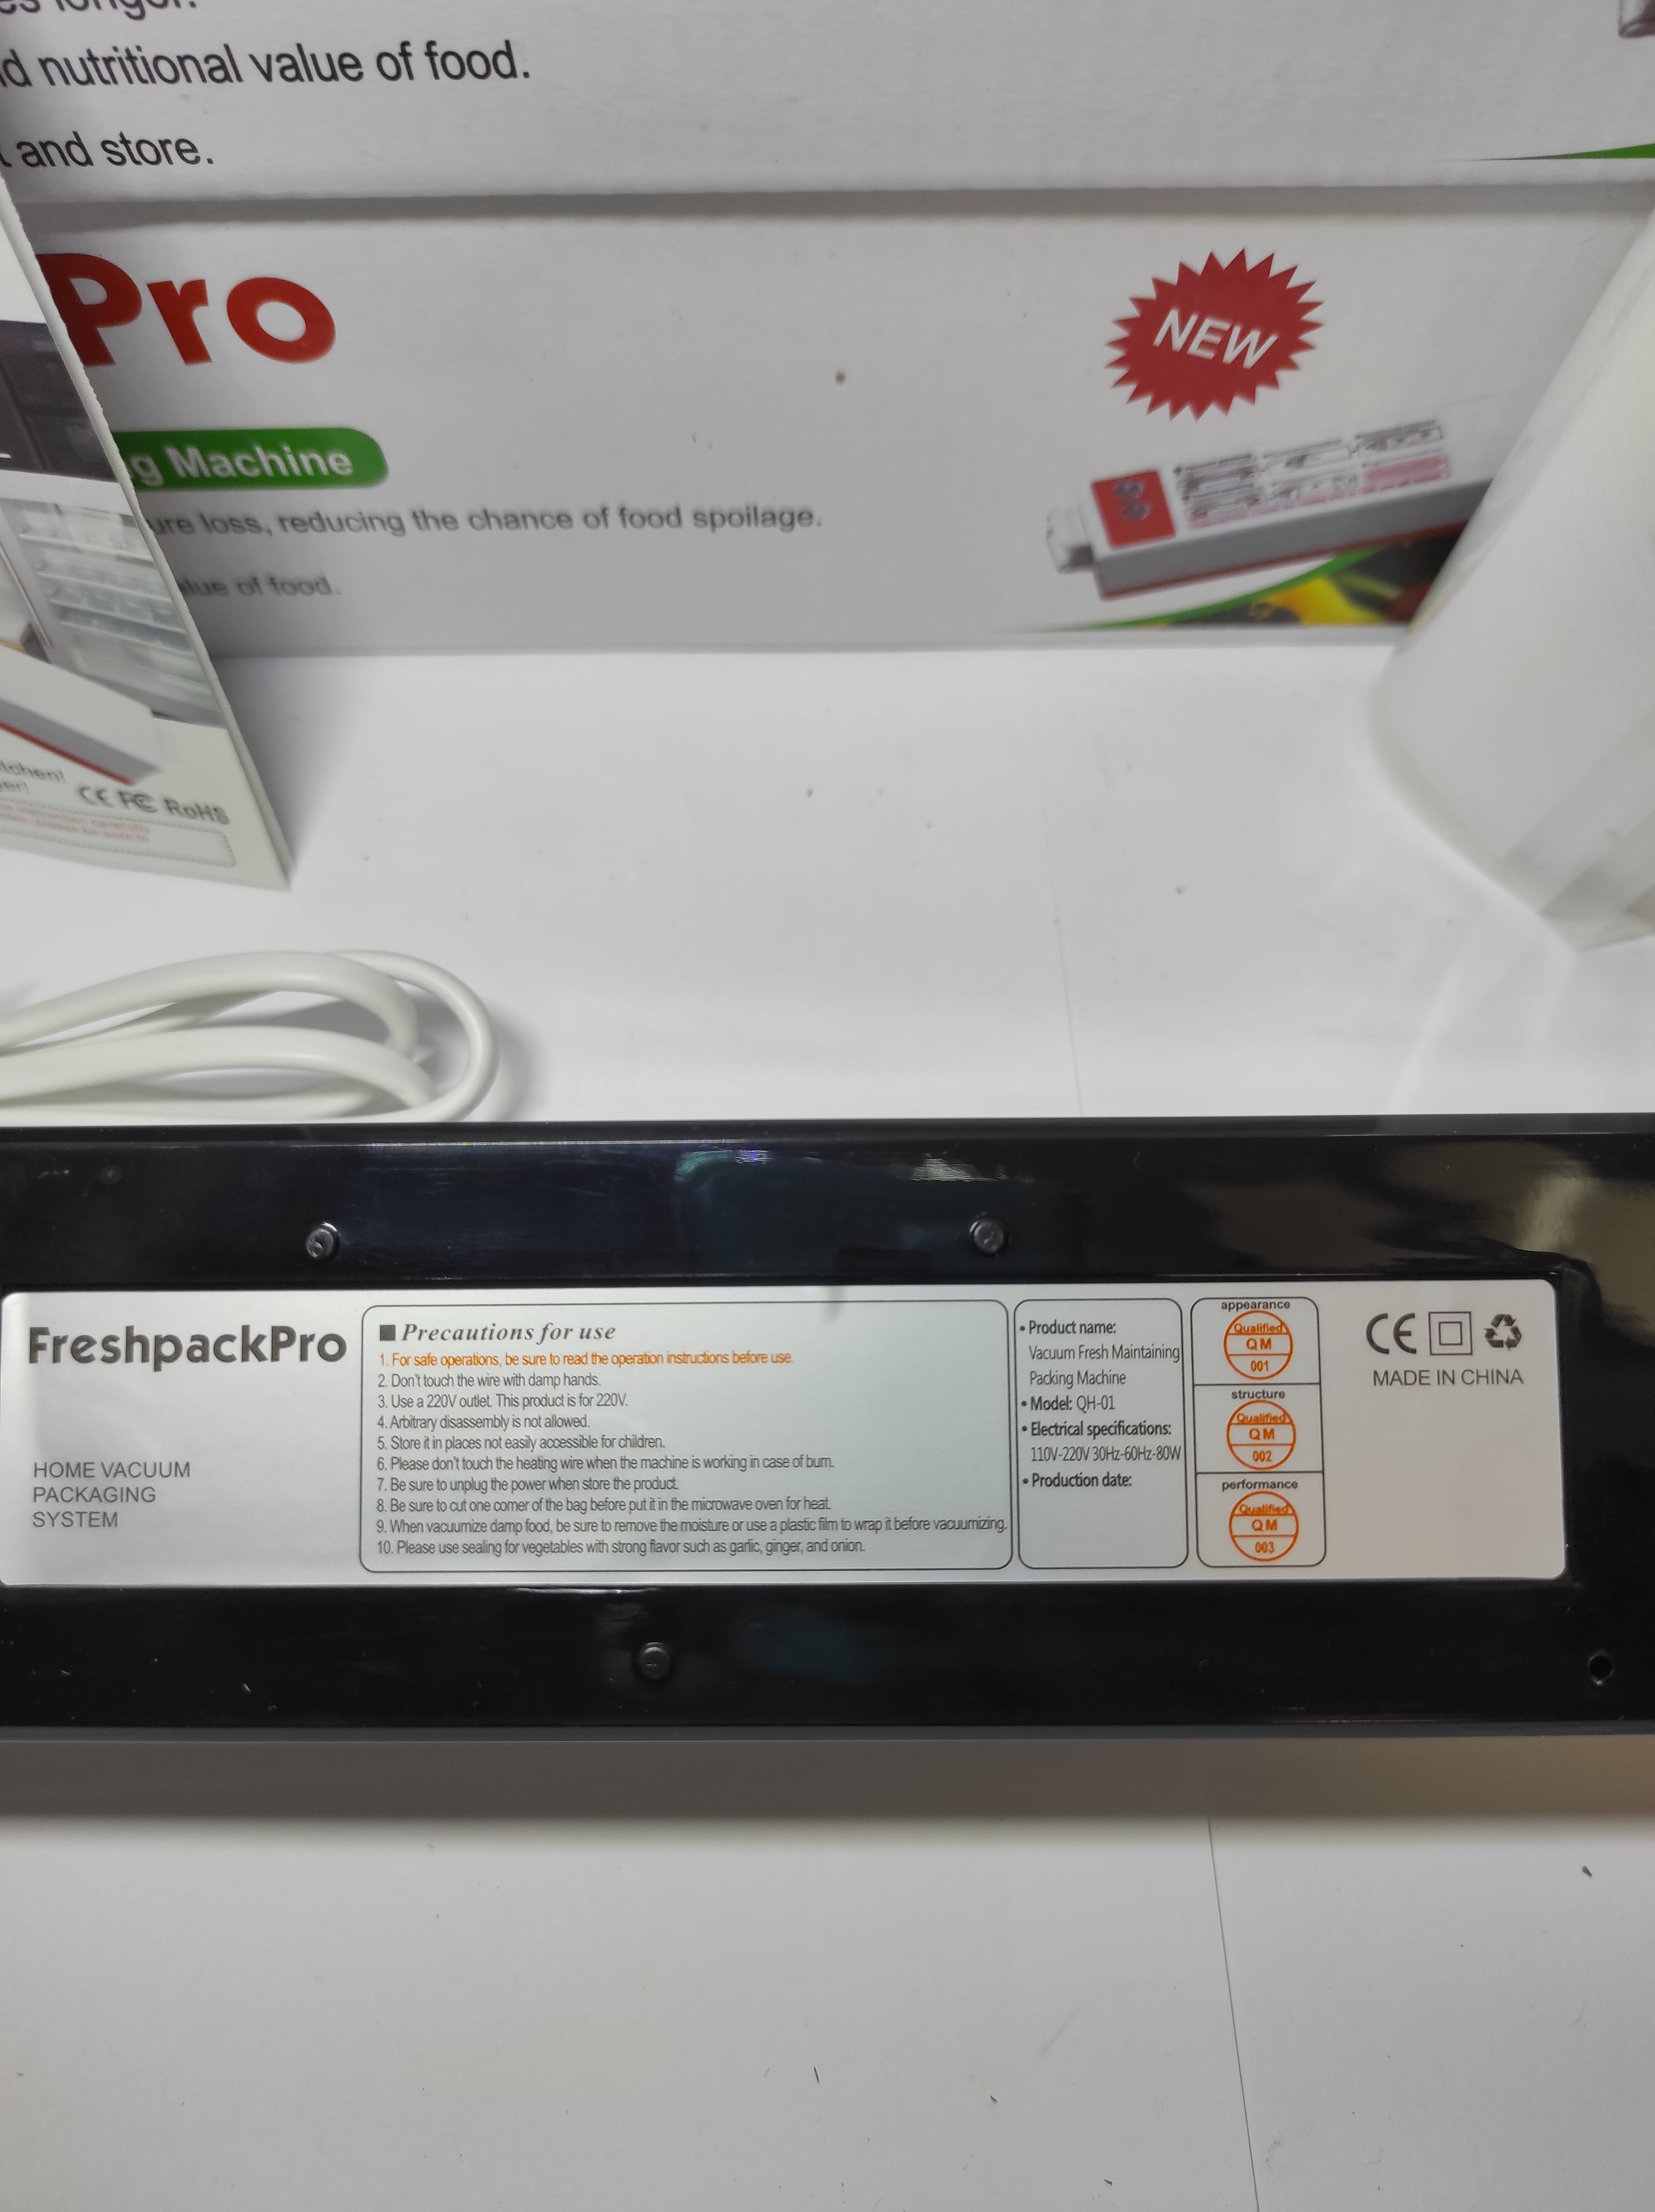 nutritional value of food.
and store.
Pro
NEW
g Machine
loss, reducing the chance of food spoilage.
of food.
CE FC RoHS
FreshpackPro
HOME VACUUM
PACKAGING
SYSTEM
■ Precautions for use
1. For safe operations, be sure to read the operation instructions before use.
2. Don't touch the wire with damp hands.
3. Use a 220V outlet. This product is for 220V.
4. Arbitrary disassembly is not allowed.
5. Store it in places not easily accessible for children.
6. Please don't touch the heating wire when the machine is working in case of burn.
7. Be sure to unplug the power when store the product.
8. Be sure to cut one corner of the bag before put it in the microwave oven for heat.
9. When vacuumize damp food, be sure to remove the moisture or use a plastic film to wrap it before vacuumizing.
10. Please use sealing for vegetables with strong flavor such as garlic, ginger, and onion.
• Product name:
Vacuum Fresh Maintaining
Packing Machine
• Model: QH-01
• Electrical specifications:
110V-220V 30Hz-60Hz-80W
• Production date:
appearance
Qualified
QM
001
structure
Qualified
QM
002
performance
Qualified
QM
003
CE
MADE IN CHINA